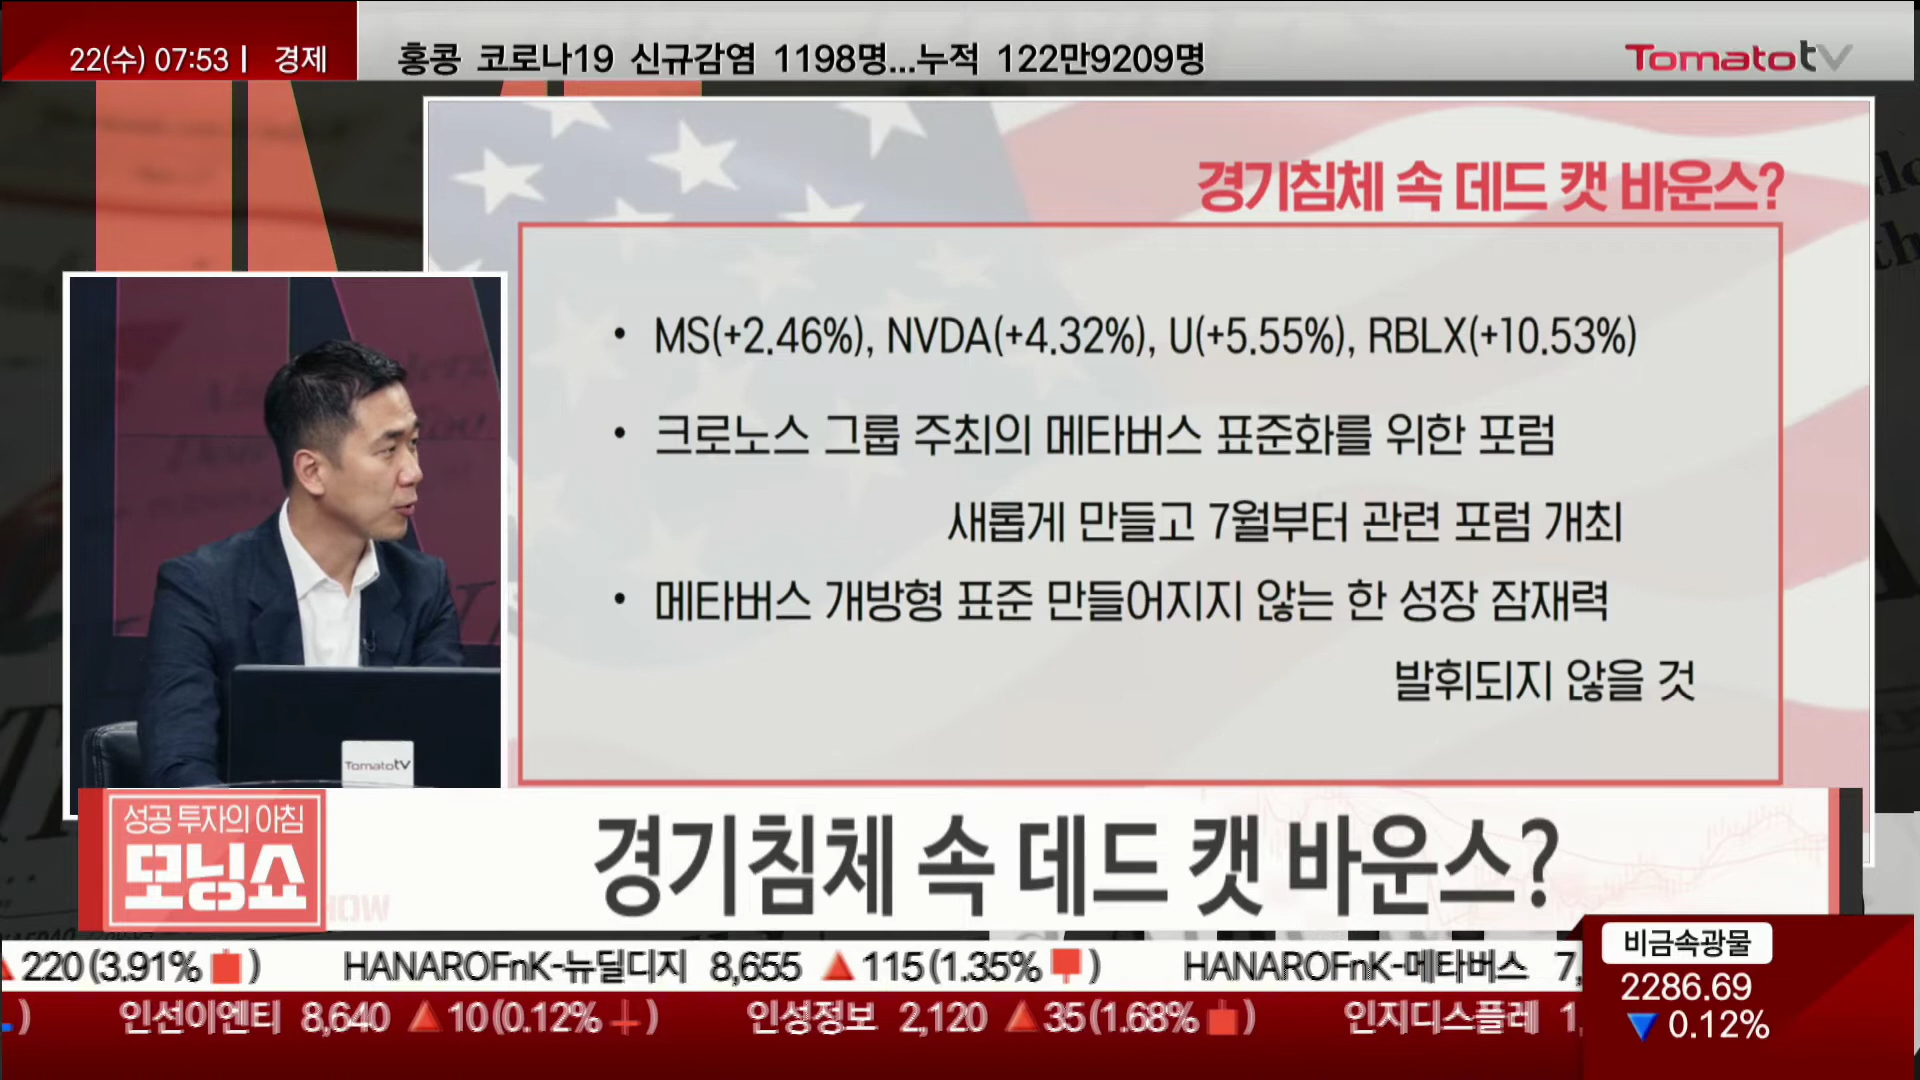 22(수) 07:53 | 경제
홍콩 코로나19 신규감염 1198명...누적 122만9209명
Tomatotv
경기침체 속 데드 캣 바운스?
• MS(+2.46%), NVDA(+4.32%), U(+5.55%), RBLX(+10.53%)
• 크로노스 그룹 주최의 메타버스 표준화를 위한 포럼
새롭게 만들고 7월부터 관련 포럼 개최
• 메타버스 개방형 표준 만들어지지 않는 한 성장 잠재력
발휘되지 않을 것
Tomatotv
성공 투자의 아침
모닝쇼
경기침체 속 데드 캣 바운스?
▲220(3.91%) HANAROFnK-뉴딜디지 8,655 ▲115(1.35%) HANAROFnK-메타버스 7,
) 인선이엔티 8,640 ▲10(0.12%) 인성정보 2,120 ▲35(1.68%) 인지디스플레 1,
비금속광물
2286.69
▼0.12%